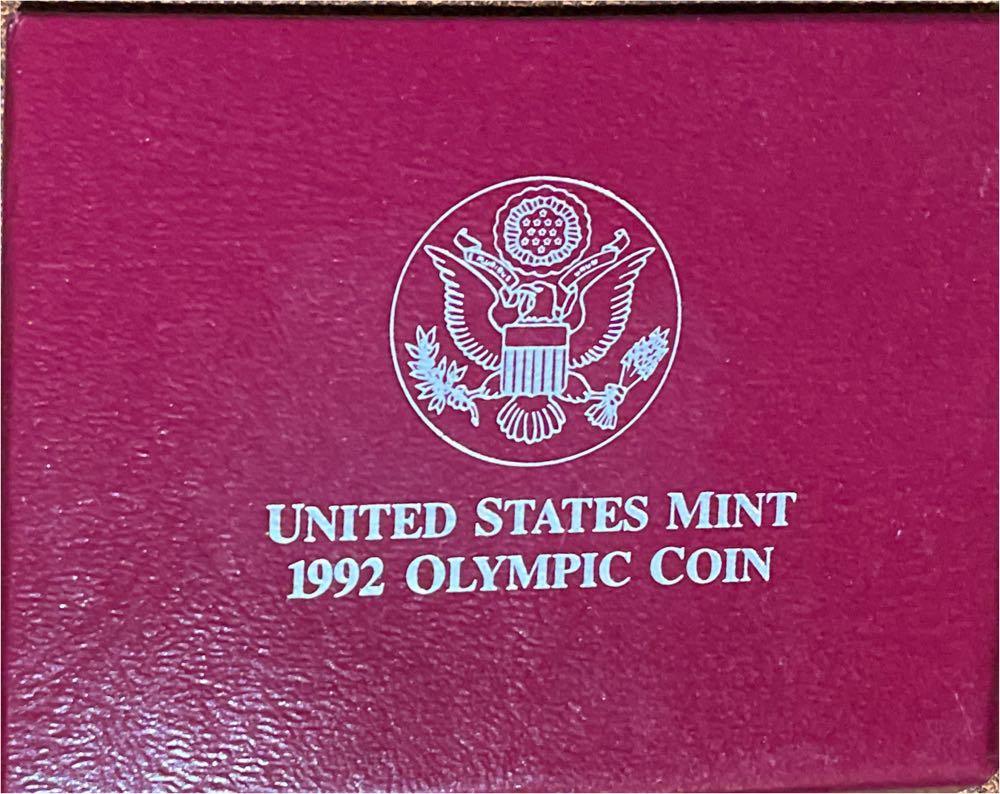 UNITED STATES MINT
1992 OLYMPIC COIN